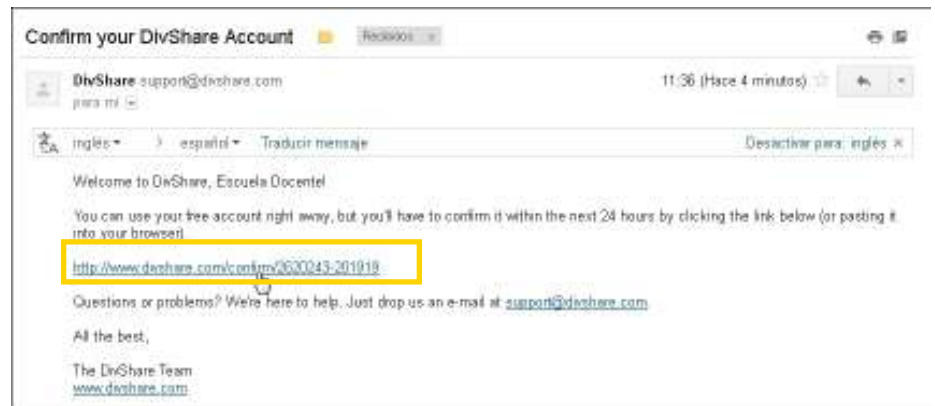 Confirm your DivShare Account Recibidos x
DivShare support@divshare.com 11:36 (Hace 4 minutos)
para mí
inglés > español Traducir mensaje Desactivar para: inglés x
Welcome to DivShare, Escuela Docente!
You can use your free account right away, but you'll have to confirm it within the next 24 hours by clicking the link below (or pasting it
into your browser).
http://www.divshare.com/confirm/2620243-201919
Questions or problems? We're here to help. Just drop us an e-mail at support@divshare.com
All the best,
The DivShare Team
www.divshare.com